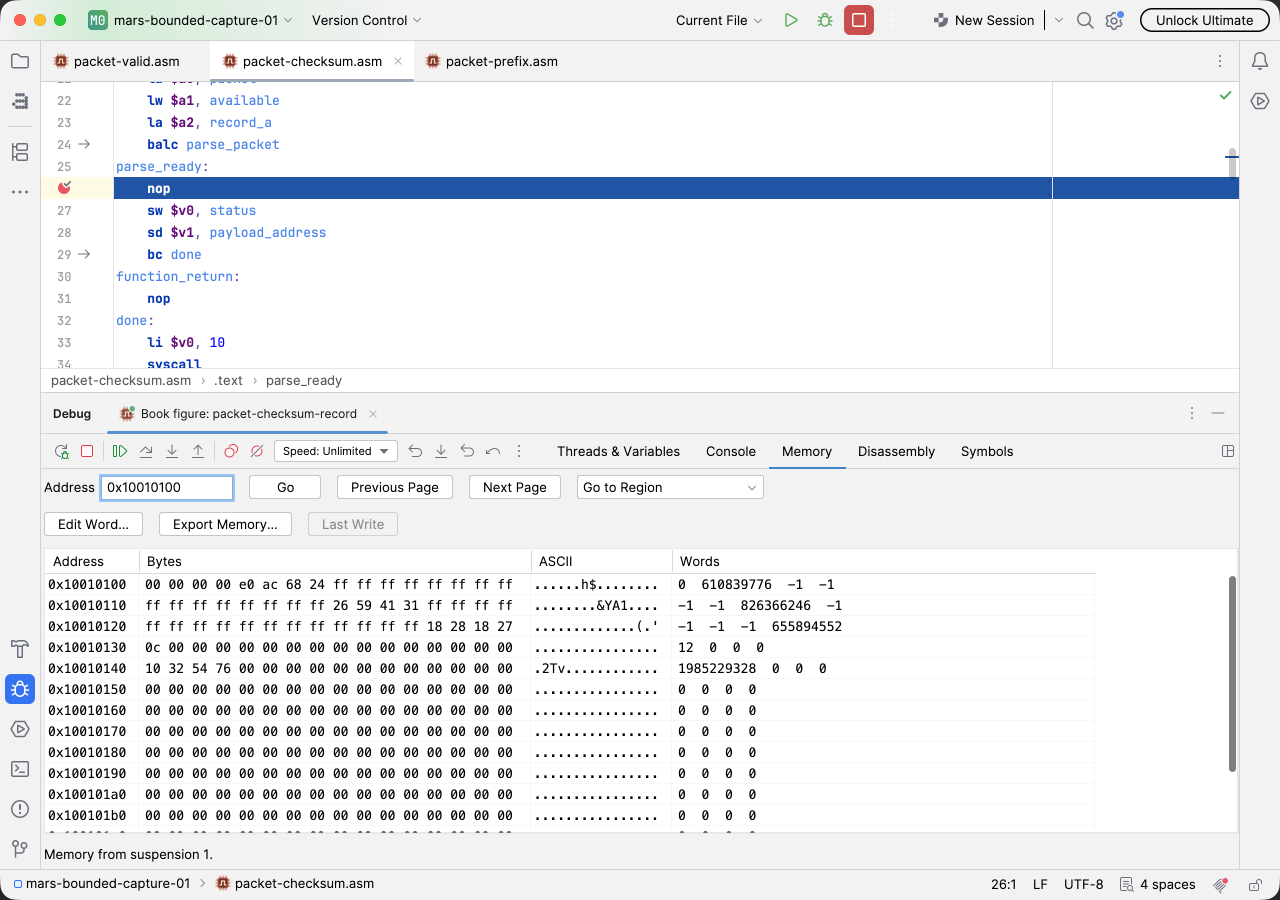 M0 mars-bounded-capture-01 Version Control Current File New Session Unlock Ultimate
packet-valid.asm packet-checksum.asm packet-prefix.asm
22 lw $a1, available
23 la $a2, record_a
24 balc parse_packet
25 parse_ready:
nop
27 sw $v0, status
28 sd $v1, payload_address
29 bc done
30 function_return:
31 nop
32 done:
33 li $v0, 10
34 syscall
packet-checksum.asm › .text › parse_ready
Debug Book figure: packet-checksum-record
Speed: Unlimited Threads & Variables Console Memory Disassembly Symbols
Address 0x10010100 Go Previous Page Next Page Go to Region
Edit Word... Export Memory... Last Write
Address Bytes ASCII Words
0x10010100 00 00 00 00 e0 ac 68 24 ff ff ff ff ff ff ff ff ......h$........ 0 610839776 -1 -1
0x10010110 ff ff ff ff ff ff ff ff 26 59 41 31 ff ff ff ff ........&YA1.... -1 -1 826366246 -1
0x10010120 ff ff ff ff ff ff ff ff ff ff ff ff 18 28 18 27 .............(.' -1 -1 -1 655894552
0x10010130 0c 00 00 00 00 00 00 00 00 00 00 00 00 00 00 00 ................ 12 0 0 0
0x10010140 10 32 54 76 00 00 00 00 00 00 00 00 00 00 00 00 .2Tv............ 1985229328 0 0 0
0x10010150 00 00 00 00 00 00 00 00 00 00 00 00 00 00 00 00 ................ 0 0 0 0
0x10010160 00 00 00 00 00 00 00 00 00 00 00 00 00 00 00 00 ................ 0 0 0 0
0x10010170 00 00 00 00 00 00 00 00 00 00 00 00 00 00 00 00 ................ 0 0 0 0
0x10010180 00 00 00 00 00 00 00 00 00 00 00 00 00 00 00 00 ................ 0 0 0 0
0x10010190 00 00 00 00 00 00 00 00 00 00 00 00 00 00 00 00 ................ 0 0 0 0
0x100101a0 00 00 00 00 00 00 00 00 00 00 00 00 00 00 00 00 ................ 0 0 0 0
0x100101b0 00 00 00 00 00 00 00 00 00 00 00 00 00 00 00 00 ................ 0 0 0 0
Memory from suspension 1.
mars-bounded-capture-01 › packet-checksum.asm 26:1 LF UTF-8 4 spaces